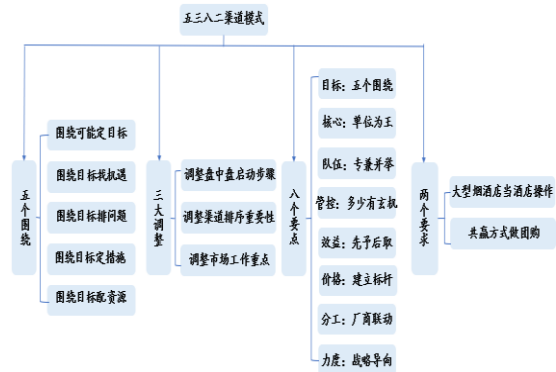 五三八二渠道模式
五个围绕
围绕可能定目标
围绕目标找机遇
围绕目标排问题
围绕目标定措施
围绕目标配资源
三大调整
调整盘中盘启动步骤
调整渠道排序重要性
调整市场工作重点
八个要点
目标：五个围绕
核心：单位为王
队伍：专兼并举
管控：多少有玄机
效益：先予后取
价格：建立标杆
分工：厂商联动
力度：战略导向
两个要求
大型烟酒店当酒店操作
共赢方式做团购